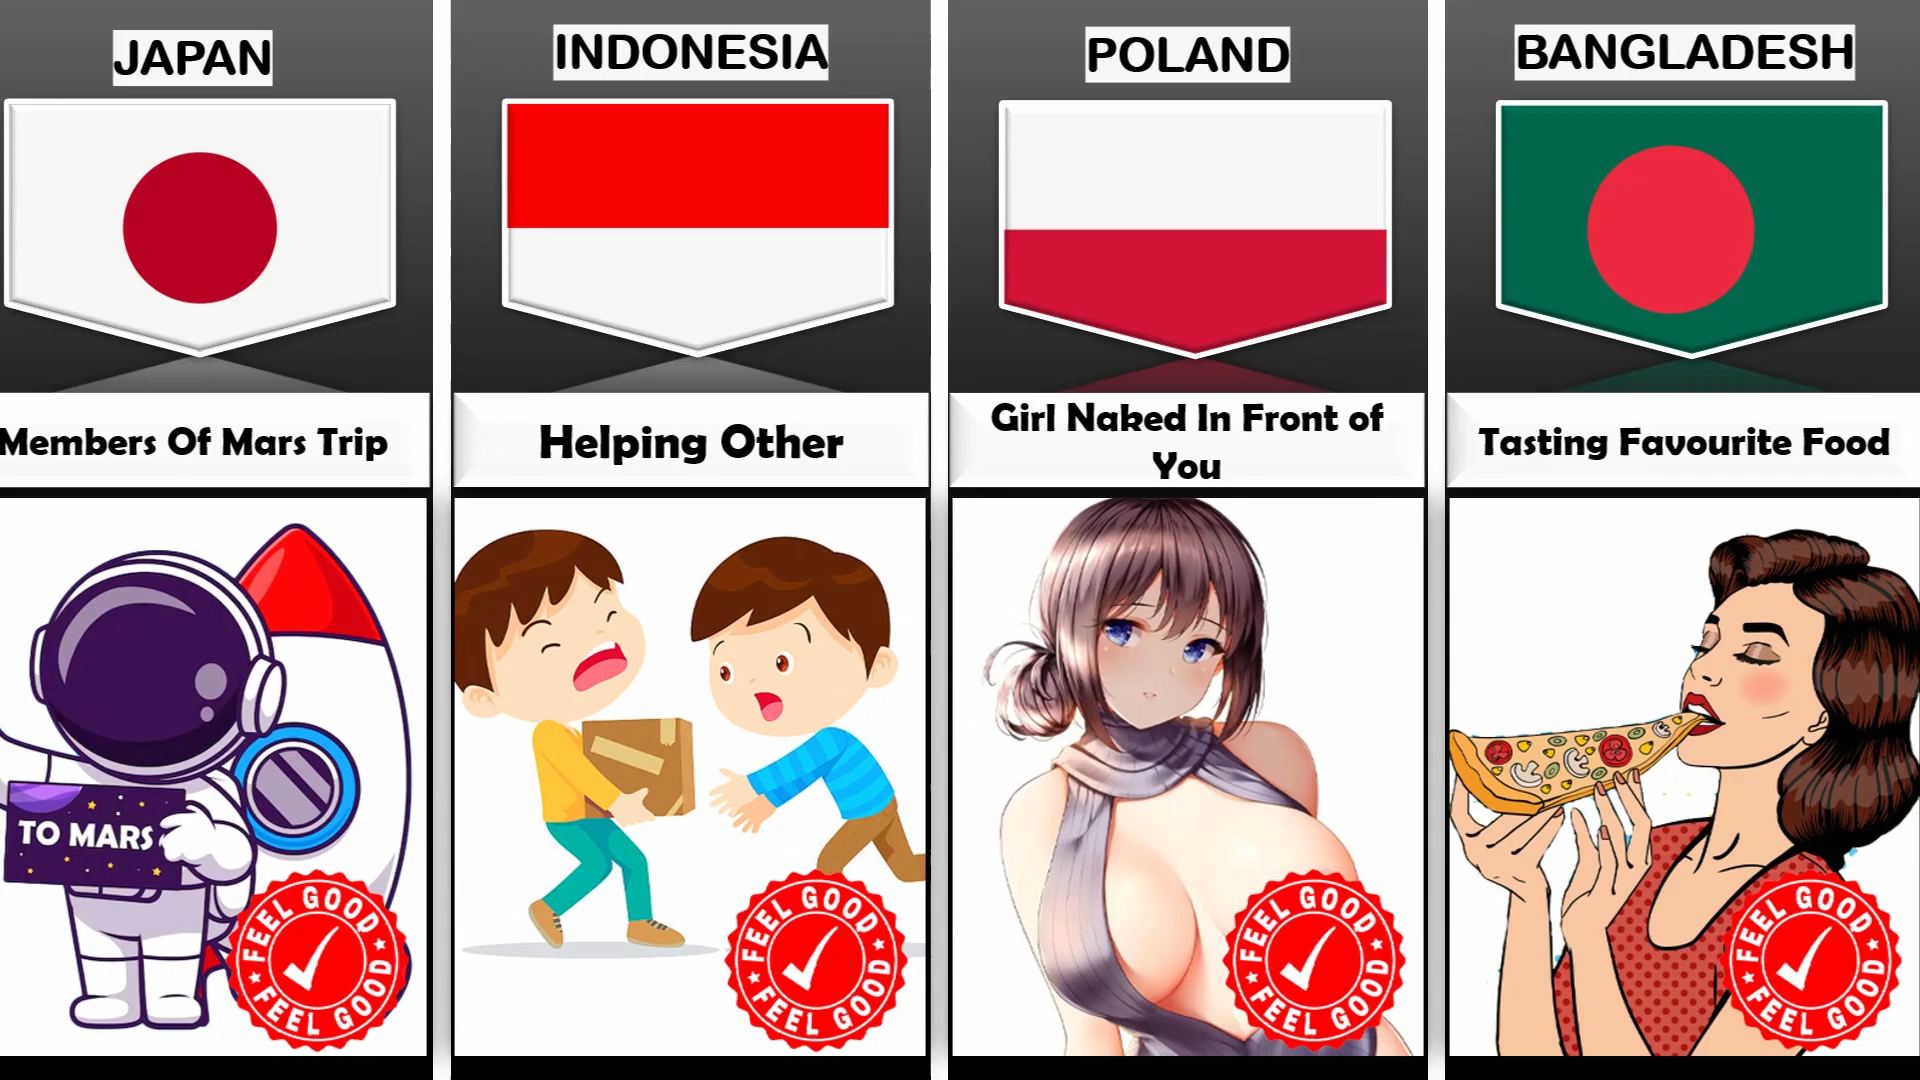 JAPAN
Members Of Mars Trip
TO MARS
FEEL GOOD
FEEL GOOD
INDONESIA
Helping Other
FEEL GOOD
FEEL GOOD
POLAND
Girl Naked In Front of
You
FEEL GOOD
FEEL GOOD
BANGLADESH
Tasting Favourite Food
FEEL GOOD
FEEL GOOD